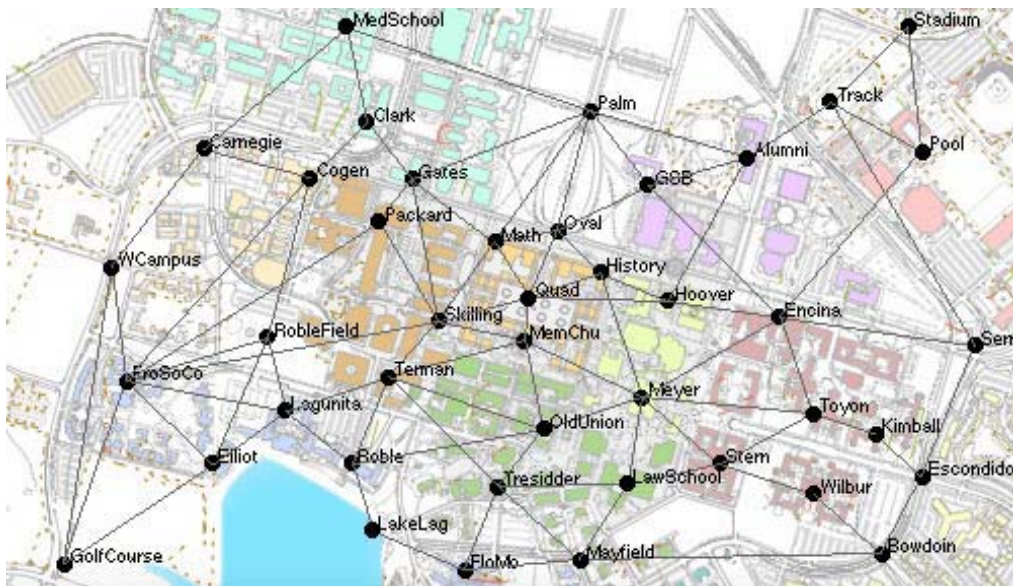 MedSchool
Stadium
Palm
Track
Clark
Carnegie
Alumni
Pool
Cogen
Gates
GSB
Packard
Math
Oval
WCampus
History
Quad
Hoover
Skilling
Encina
RobleField
MemChu
Sem
FroSoCo
Terman
Meyer
Lagunita
Toyon
OldUnion
Kimball
Elliot
Roble
Stern
Escondido
Tresidder
LawSchool
Wilbur
LakeLag
GolfCourse
FloMo
Mayfield
Bowdoin